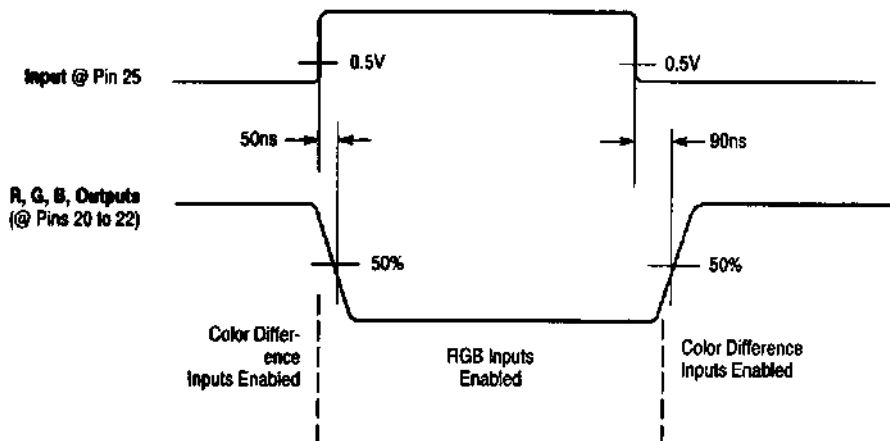 Input @ Pin 25
0.5V
0.5V
50ns
90ns
R, G, B, Outputs
(@ Pins 20 to 22)
50%
50%
Color Differ-
ence
Inputs Enabled
RGB Inputs
Enabled
Color Difference
Inputs Enabled